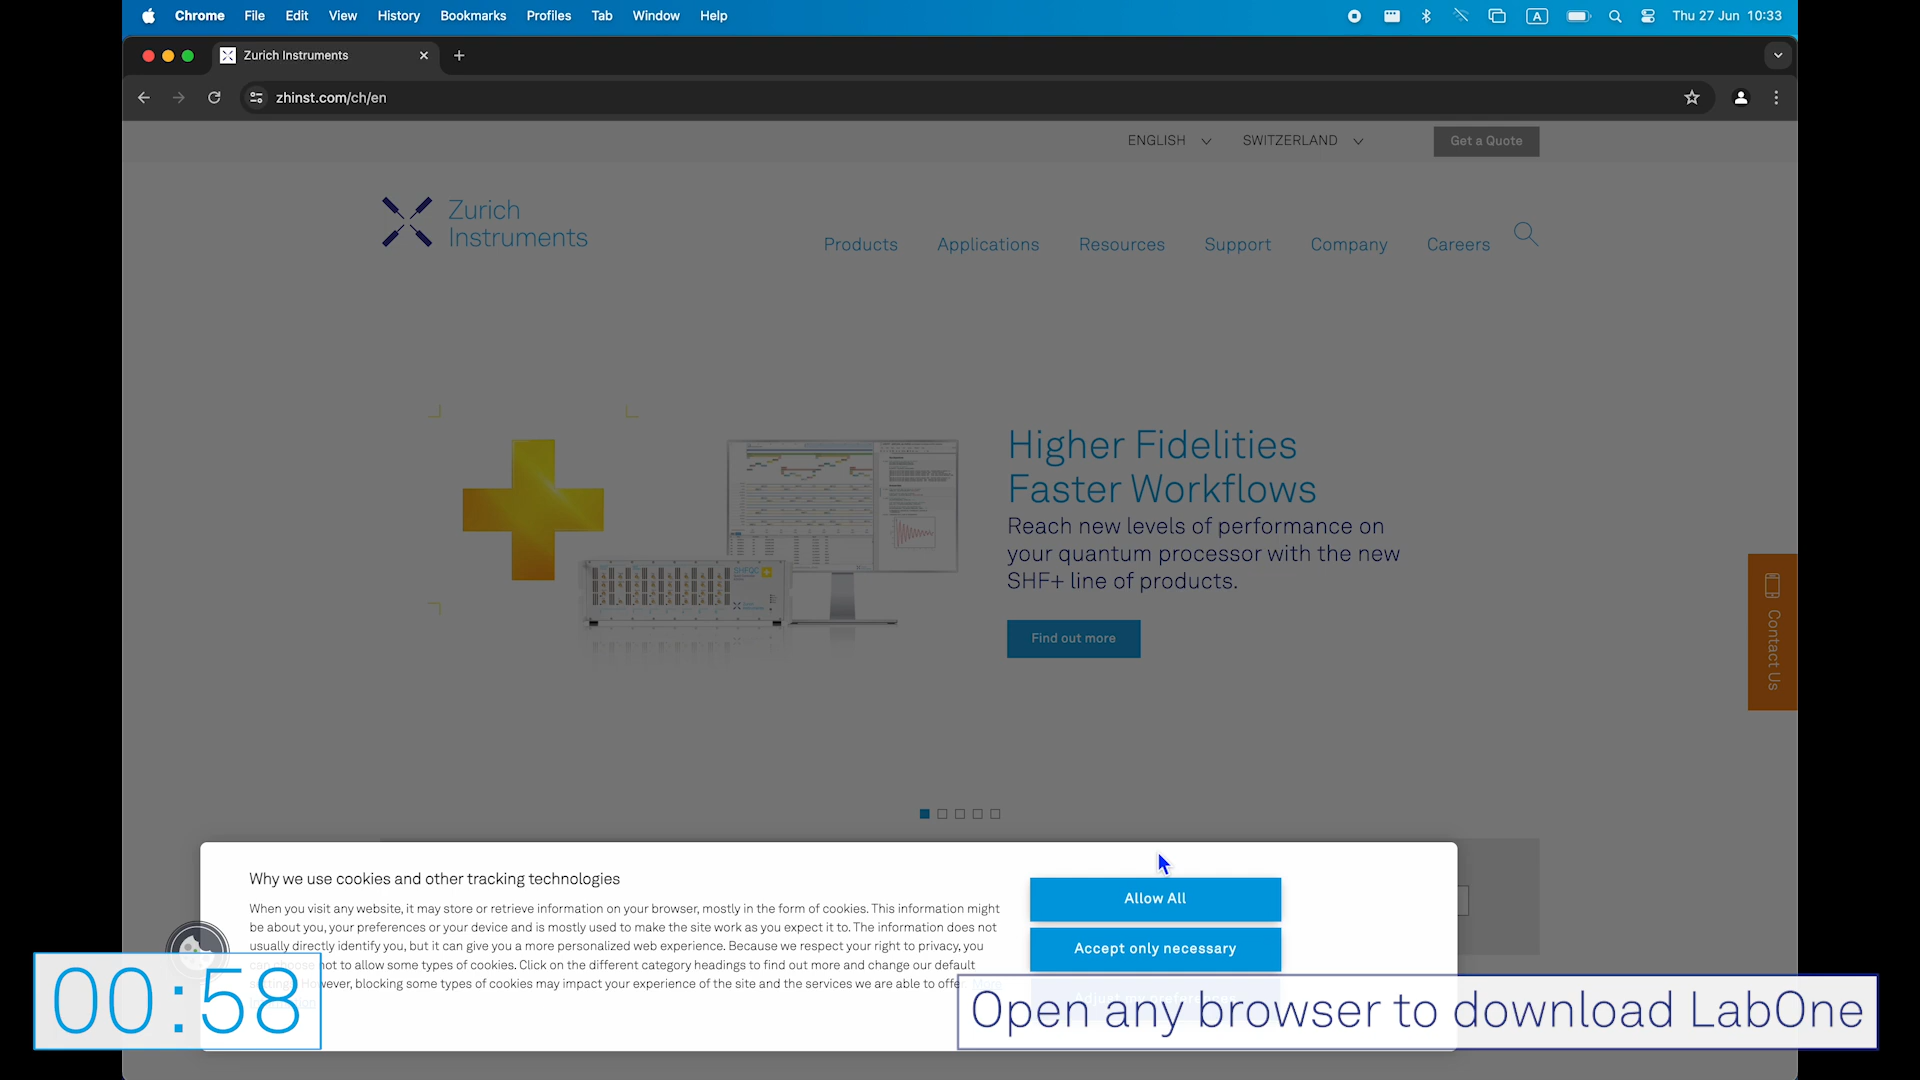 Chrome File Edit View History Bookmarks Profiles Tab Window Help
A
Thu 27 Jun 10:33
Zurich Instruments
zhinst.com/ch/en
ENGLISH
SWITZERLAND
Get a Quote
Zurich
Instruments
Products Applications Resources Support Company Careers
Higher Fidelities
Faster Workflows
Reach new levels of performance on
your quantum processor with the new
SHF+ line of products.
Find out more
SHFQC
Contact Us
Why we use cookies and other tracking technologies
When you visit any website, it may store or retrieve information on your browser, mostly in the form of cookies. This information might
be about you, your preferences or your device and is mostly used to make the site work as you expect it to. The information does not
usually directly identify you, but it can give you a more personalized web experience. Because we respect your right to privacy, you
can choose not to allow some types of cookies. Click on the different category headings to find out more and change our default
settings. However, blocking some types of cookies may impact your experience of the site and the services we are able to offer.
Allow All
Accept only necessary
00:58
Open any browser to download LabOne